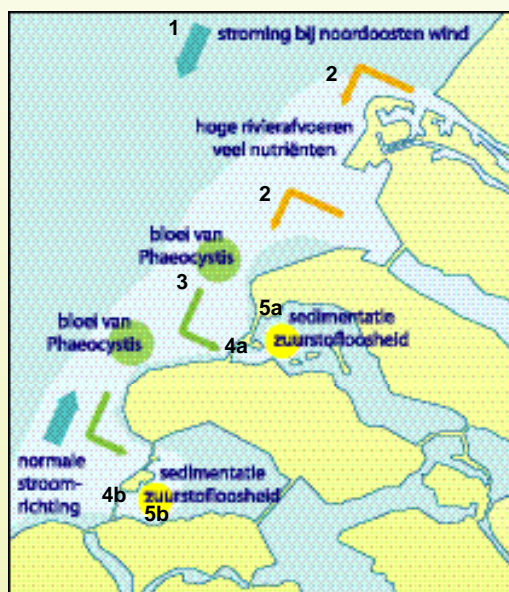 1
stroming bij noordoosten wind
2
hoge rivierafvoeren
veel nutriënten
2
bloei van
Phaeocystis
3
5a
sedimentatie
zuurstofloosheid
4a
bloei van
Phaeocystis
normale
stroom-
richting
4b
sedimentatie
zuurstofloosheid
5b